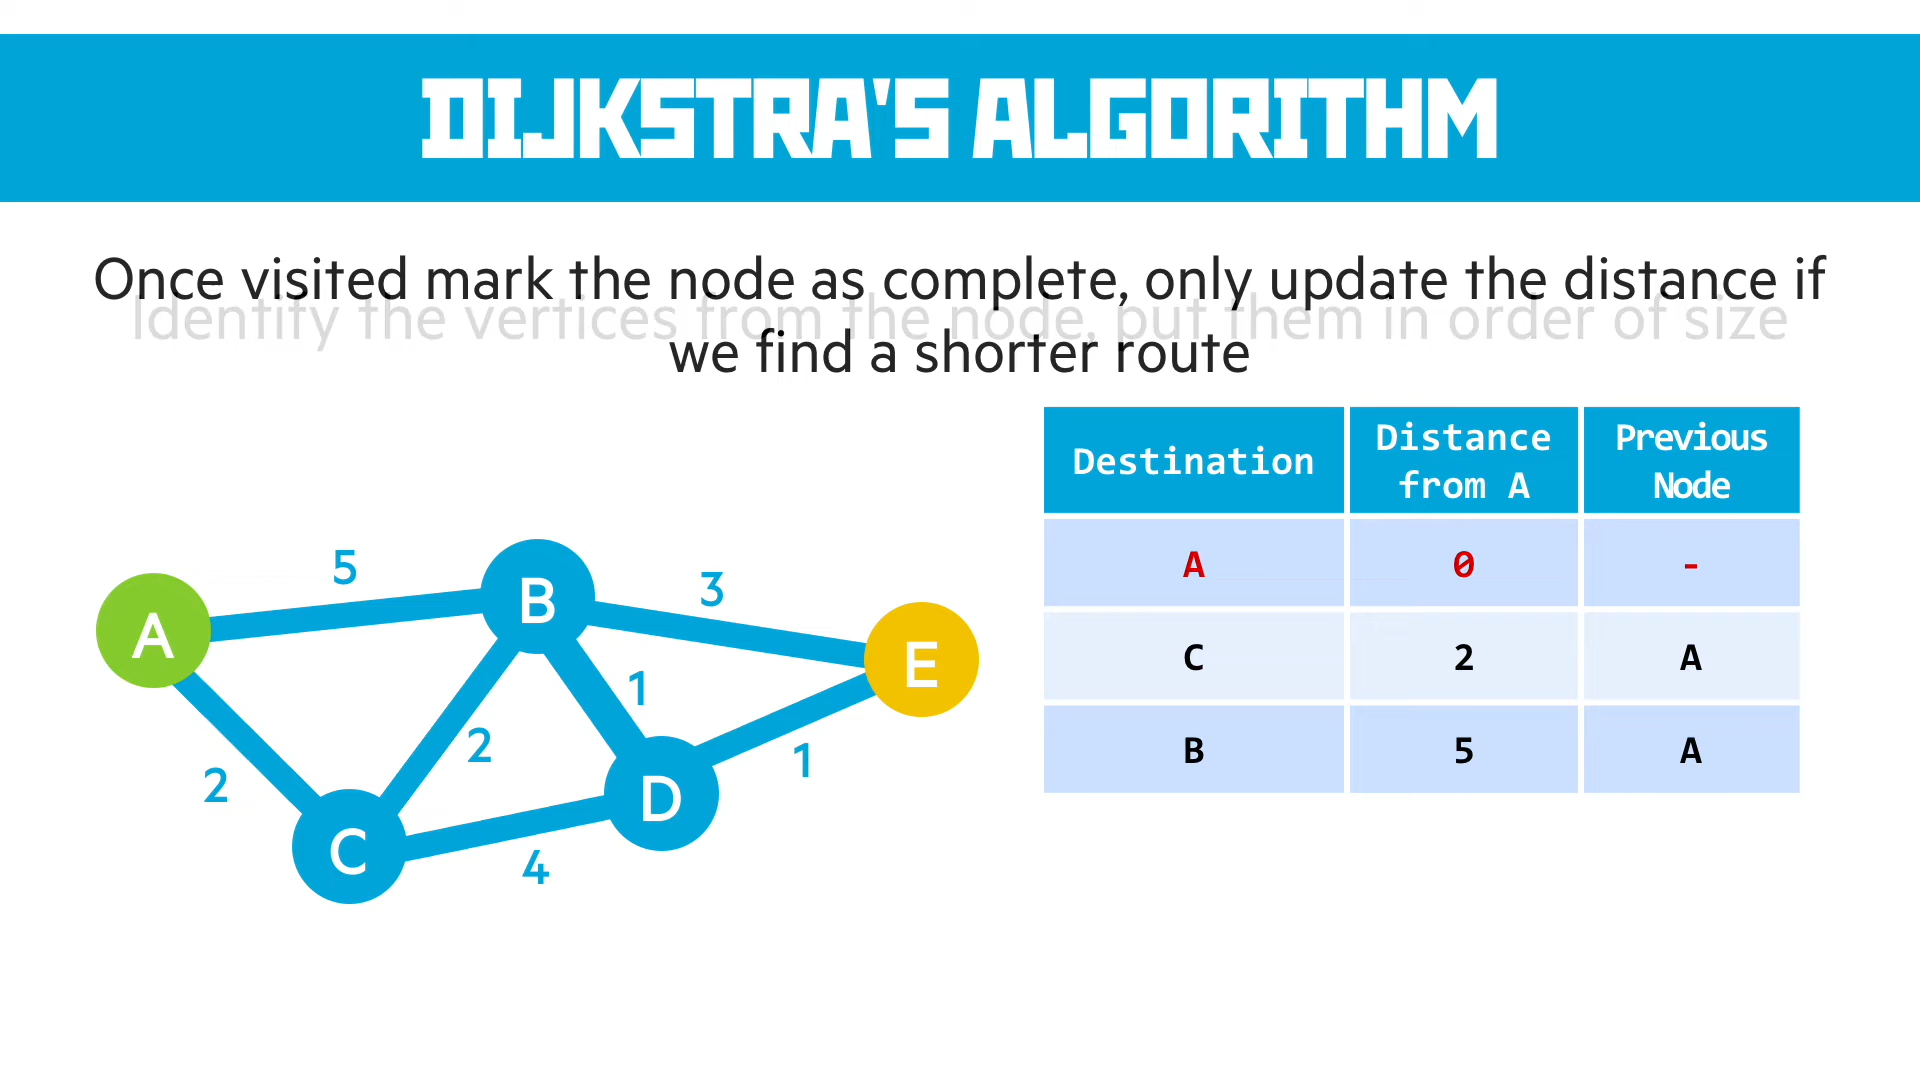 DIJKSTRA'S ALGORITHM
Once visited mark the node as complete, only update the distance if
Identify the vertices from the node, put them in order of size
we find a shorter route
Destination
Distance
from A
Previous
Node
A
0
-
C
2
A
B
5
A
5
B
3
A
E
1
2
1
2
D
C
4